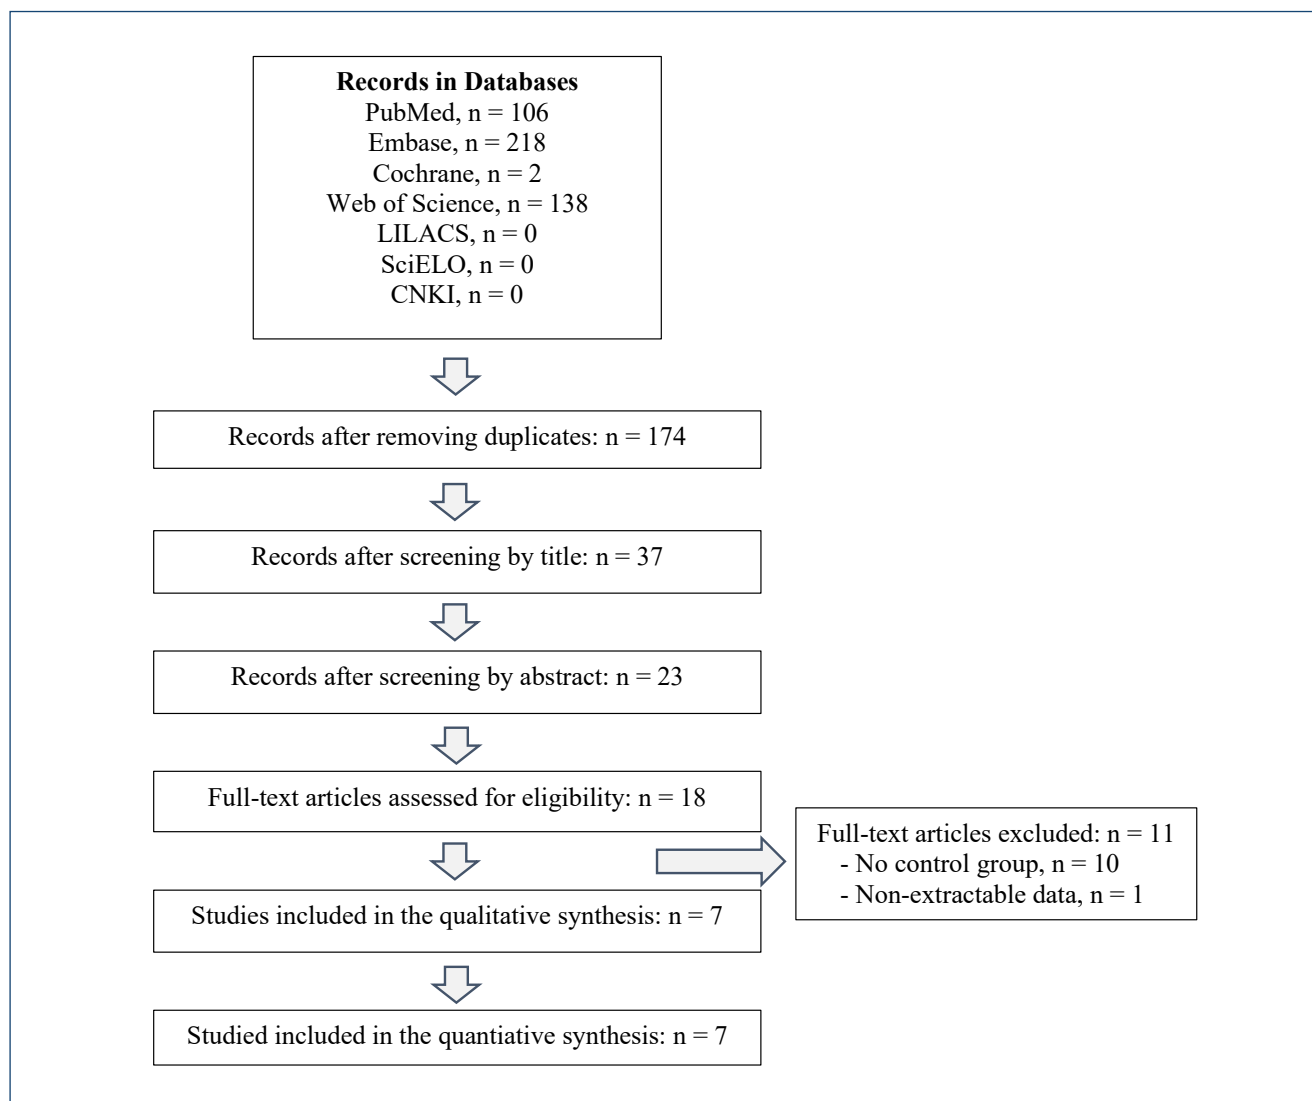 Records in Databases
PubMed, n = 106
Embase, n = 218
Cochrane, n = 2
Web of Science, n = 138
LILACS, n = 0
SciELO, n = 0
CNKI, n = 0
Records after removing duplicates: n = 174
Records after screening by title: n = 37
Records after screening by abstract: n = 23
Full-text articles assessed for eligibility: n = 18
Full-text articles excluded: n = 11
- No control group, n = 10
- Non-extractable data, n = 1
Studies included in the qualitative synthesis: n = 7
Studied included in the quantiative synthesis: n = 7